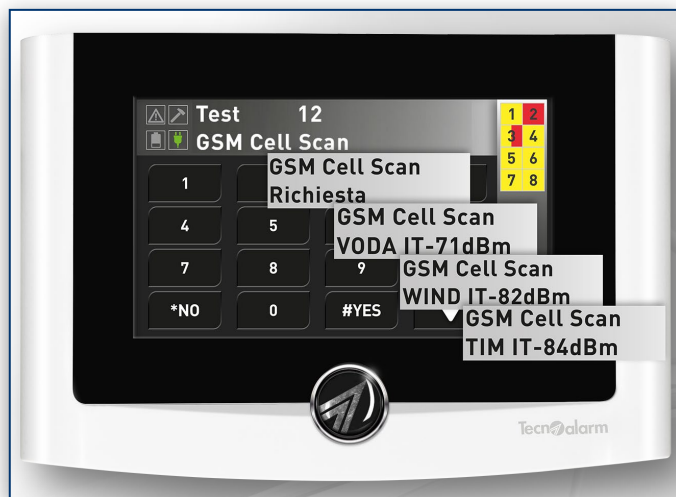 Test 12
GSM Cell Scan
1 2
3 4
5 6
7 8
GSM Cell Scan
Richiesta
1
GSM Cell Scan
VODA IT-71dBm
4 5
GSM Cell Scan
WIND IT-82dBm
7 8 9
GSM Cell Scan
TIM IT-84dBm
*NO 0 #YES
Tecnoalarm